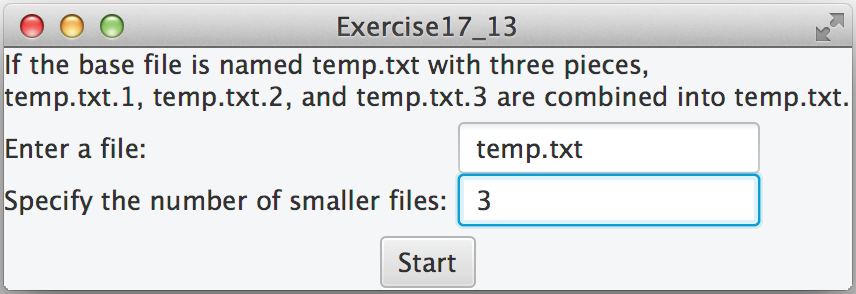 Exercise17_13
If the base file is named temp.txt with three pieces,
temp.txt.1, temp.txt.2, and temp.txt.3 are combined into temp.txt.
Enter a file: temp.txt
Specify the number of smaller files: 3
Start